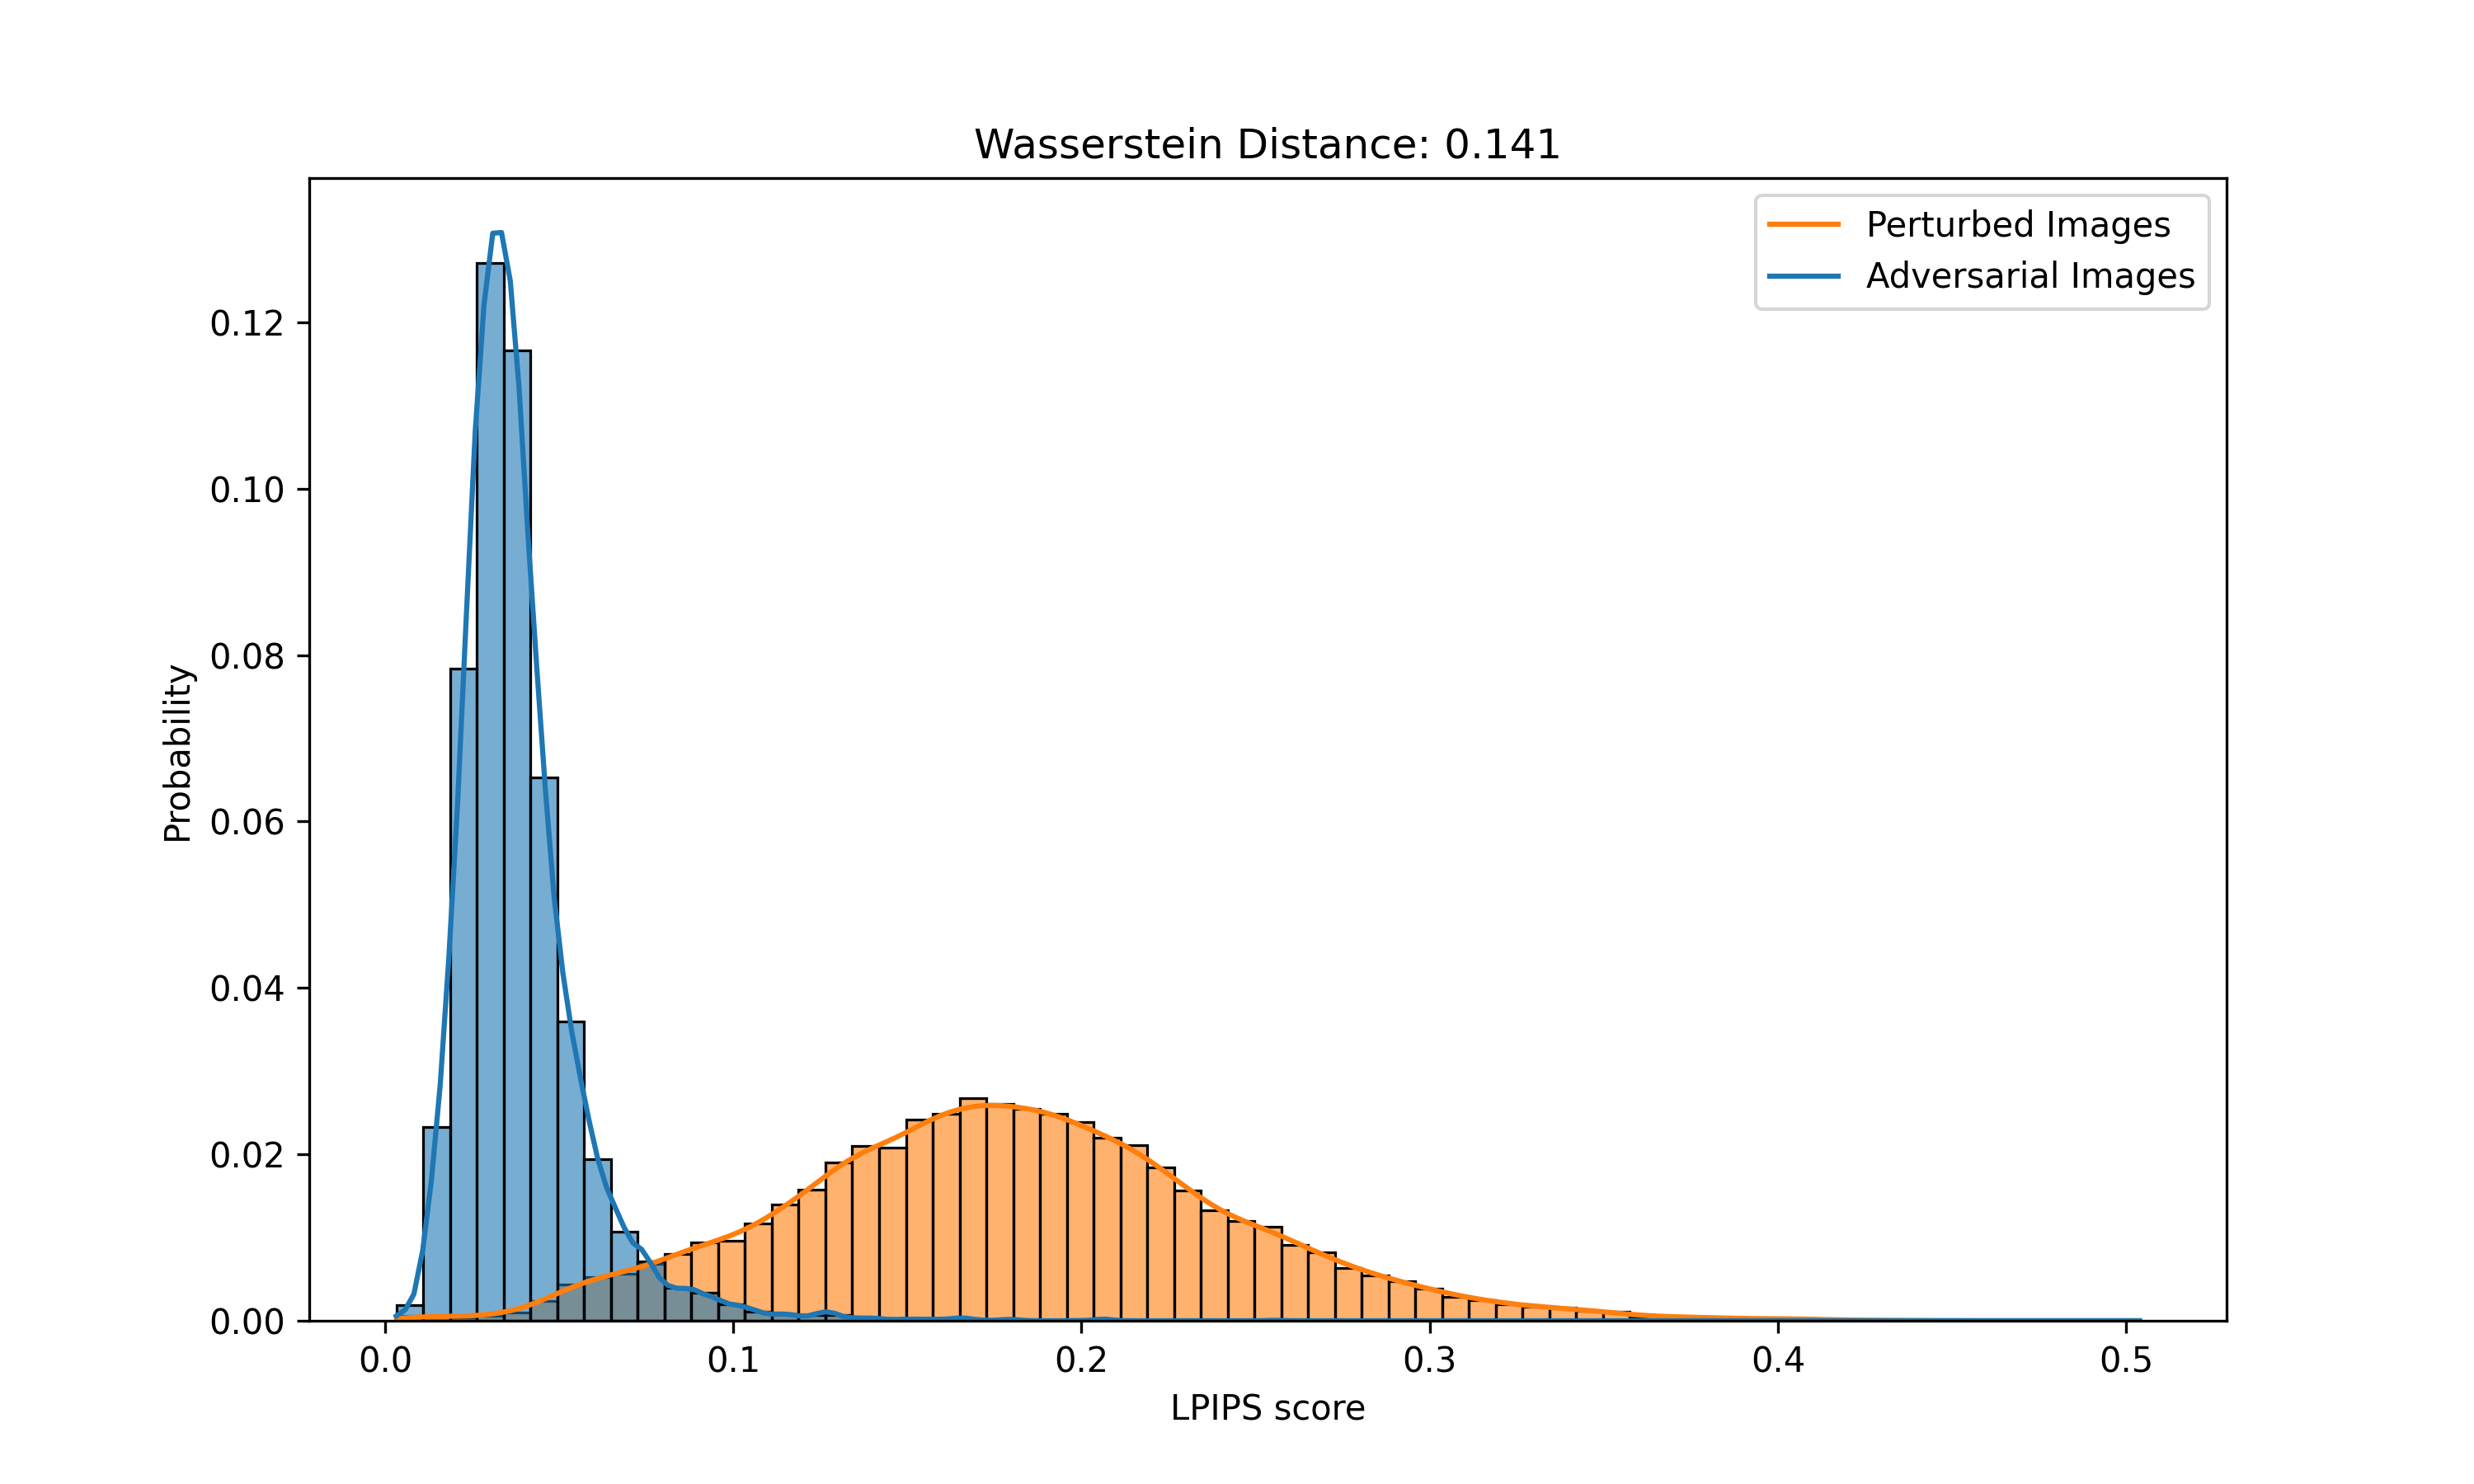 Wasserstein Distance: 0.141
Perturbed Images
Adversarial Images
Probability
0.12
0.10
0.08
0.06
0.04
0.02
0.00
0.0 0.1 0.2 0.3 0.4 0.5
LPIPS score